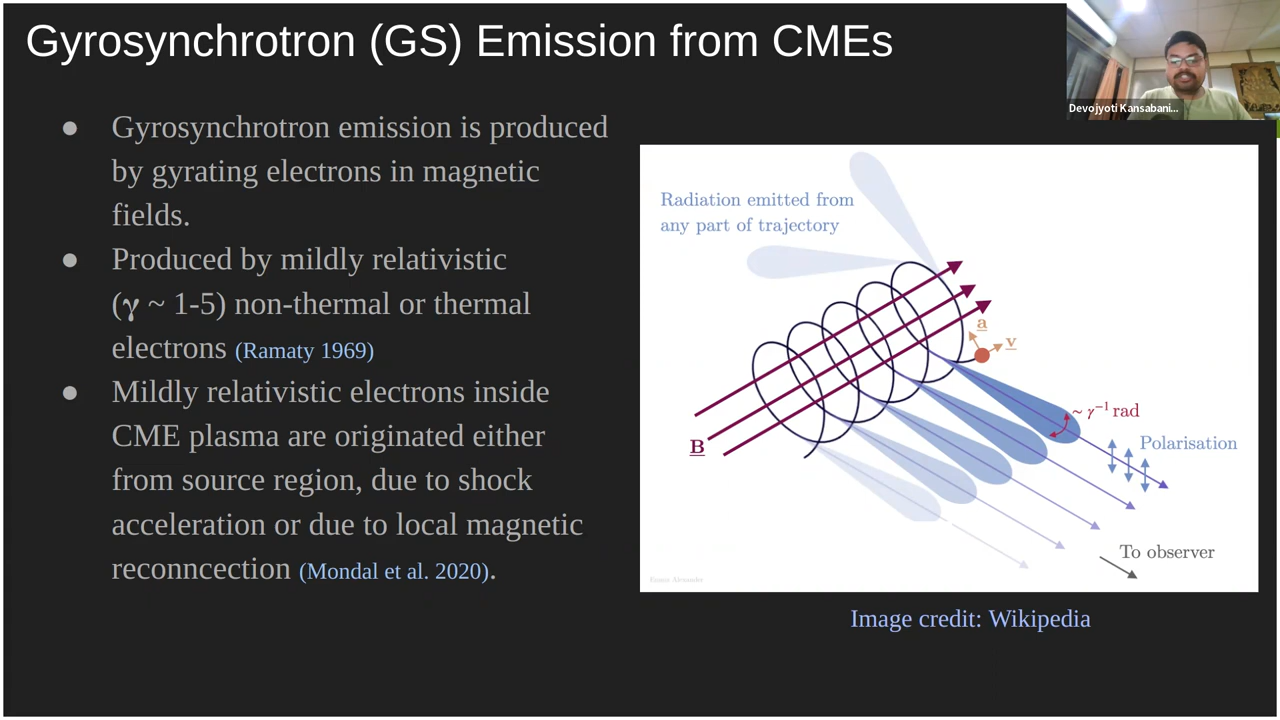 Gyrosynchrotron (GS) Emission from CMEs
Devojyoti Kansabani...
● Gyrosynchrotron emission is produced
by gyrating electrons in magnetic
fields.
● Produced by mildly relativistic
(γ ~ 1-5) non-thermal or thermal
electrons (Ramaty 1969)
● Mildly relativistic electrons inside
CME plasma are originated either
from source region, due to shock
acceleration or due to local magnetic
reconncection (Mondal et al. 2020).
Radiation emitted from
any part of trajectory
a
v
~ γ⁻¹ rad
B
Polarisation
To observer
Image credit: Wikipedia